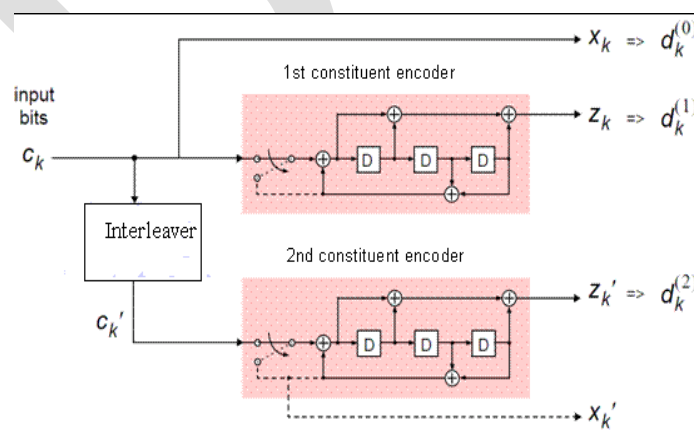 x_k => d_k^(0)
1st constituent encoder
input
bits
z_k => d_k^(1)
c_k
D D D
Interleaver
2nd constituent encoder
z_k' => d_k^(2)
c_k'
D D D
x_k'